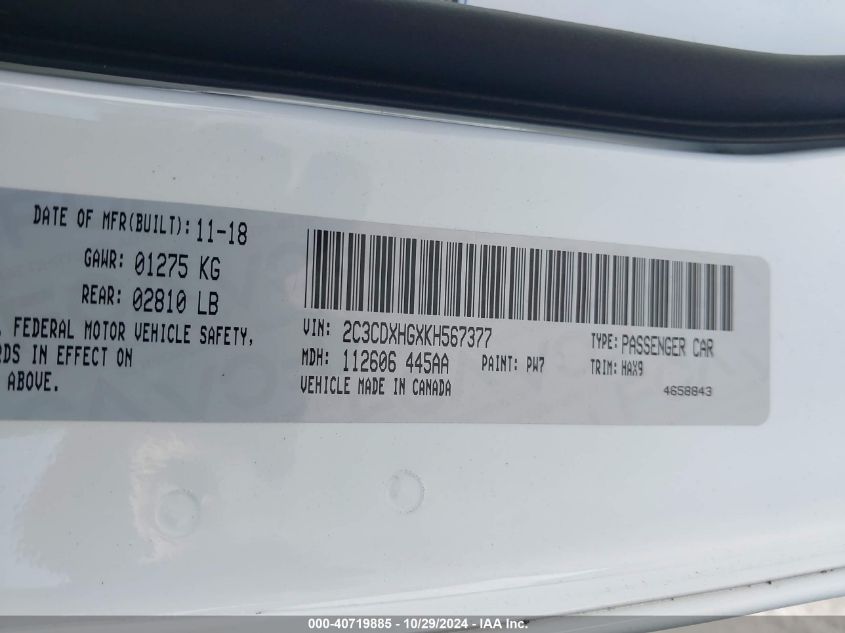 DATE OF MFR(BUILT): 11-18
GAWR: 01275 KG
REAR: 02810 LB
FEDERAL MOTOR VEHICLE SAFETY,
RDS IN EFFECT ON
ABOVE.
VIN: 2C3CDXHGXKH567377
MDH: 112606 445AA PAINT: PW7
VEHICLE MADE IN CANADA
TYPE: PASSENGER CAR
TRIM: HAX9
4658843
000-40719885 - 10/29/2024 - IAA Inc.